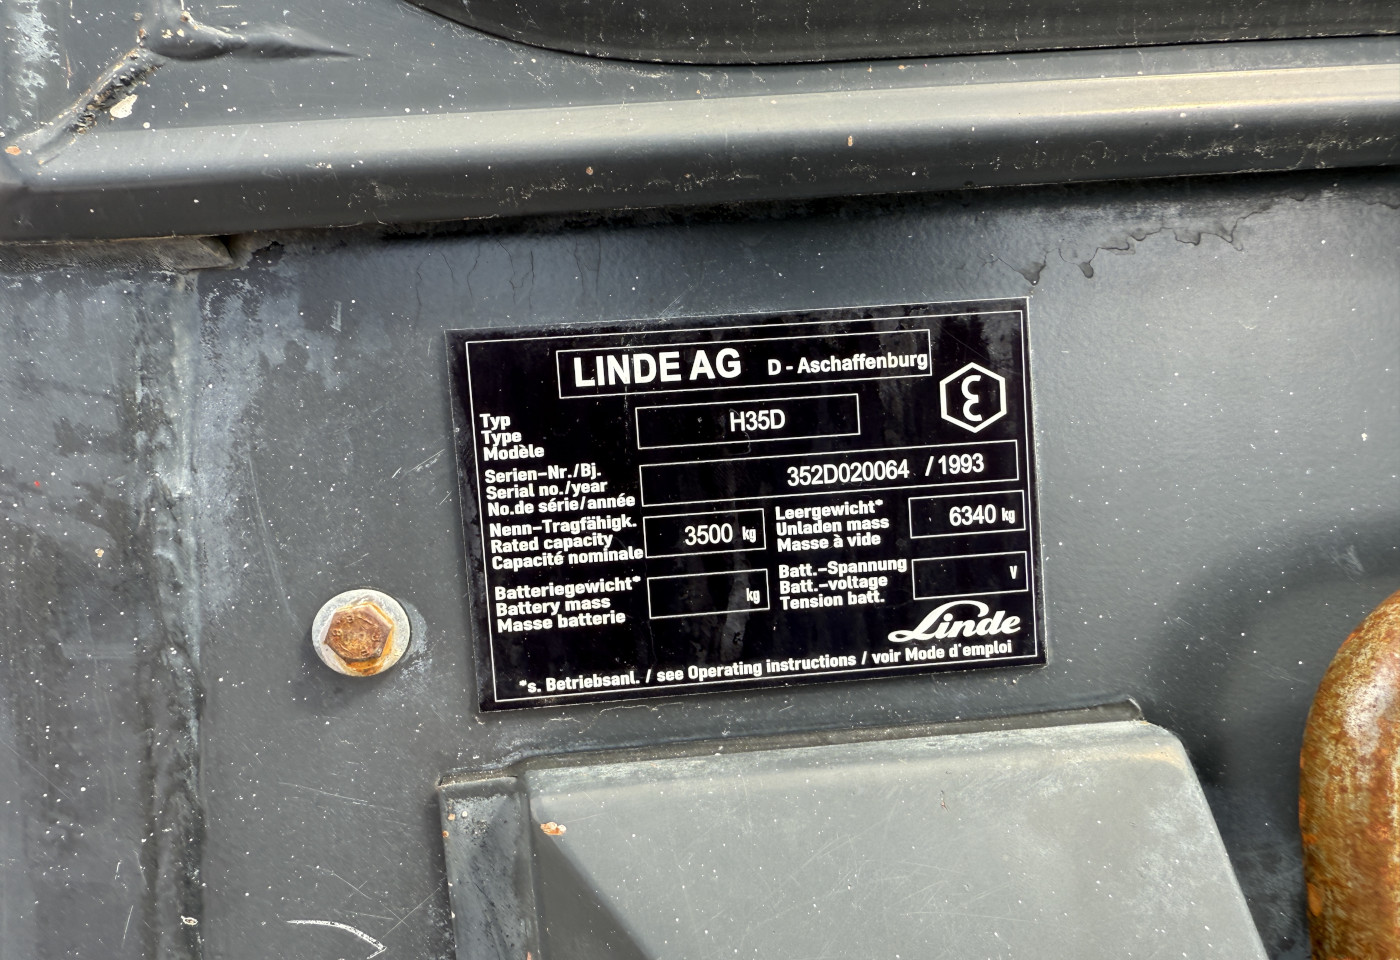 LINDE AG D - Aschaffenburg
Typ
Type
Modèle
H35D
Serien-Nr./Bj.
Serial no./year
No.de série/année
352D020064 / 1993
Nenn-Tragfähigk.
Rated capacity
Capacité nominale
3500 kg
Leergewicht*
Unladen mass
Masse à vide
6340 kg
Batteriegewicht*
Battery mass
Masse batterie
kg
Batt.-Spannung
Batt.-voltage
Tension batt.
V
Linde
*s. Betriebsanl. / see Operating instructions / voir Mode d'emploi